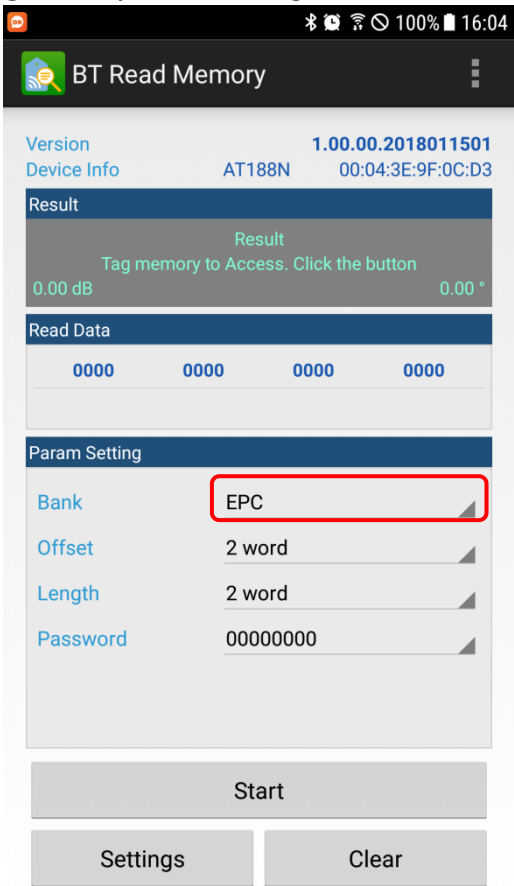 100% 16:04
BT Read Memory
Version 1.00.00.2018011501
Device Info AT188N 00:04:3E:9F:0C:D3
Result
Result
Tag memory to Access. Click the button
0.00 dB 0.00 °
Read Data
0000 0000 0000 0000
Param Setting
Bank EPC
Offset 2 word
Length 2 word
Password 00000000
Start
Settings Clear